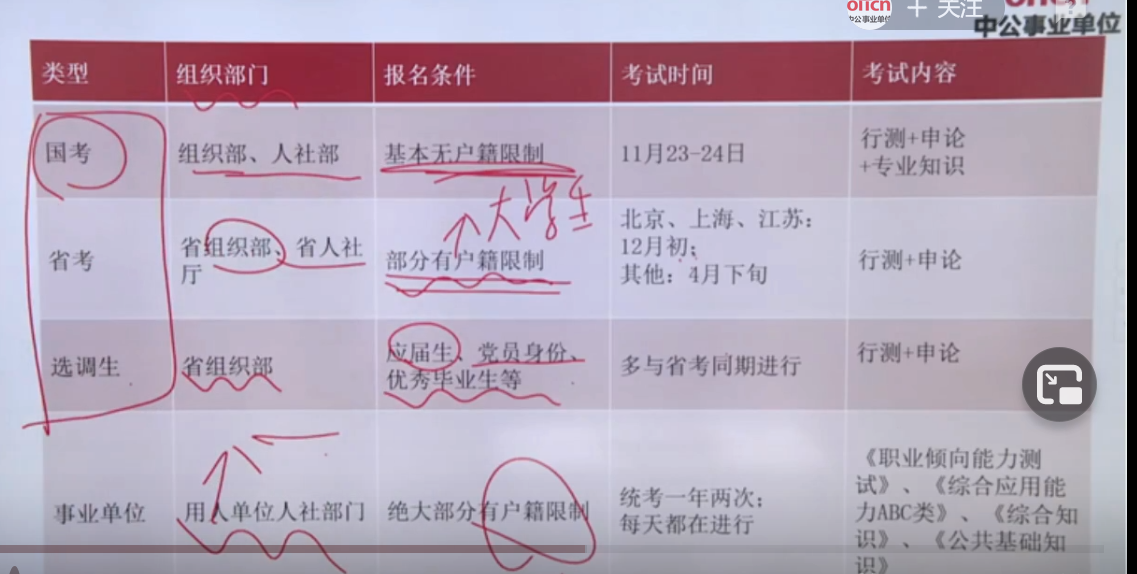 + 关注
中公事业单位
中公事业单位
类型 组织部门 报名条件 考试时间 考试内容
国考 组织部、人社部 基本无户籍限制 11月23-24日 行测+申论
+专业知识
大学生
省考 省组织部、省人社
厅 部分有户籍限制 北京、上海、江苏：
12月初；
其他：4月下旬 行测+申论
选调生 省组织部 应届生、党员身份、
优秀毕业生等 多与省考同期进行 行测+申论
事业单位 用人单位人社部门 绝大部分有户籍限制 统考一年两次；
每天都在进行 《职业倾向能力测
试》、《综合应用能
力ABC类》、《综合知
识》、《公共基础知
识》